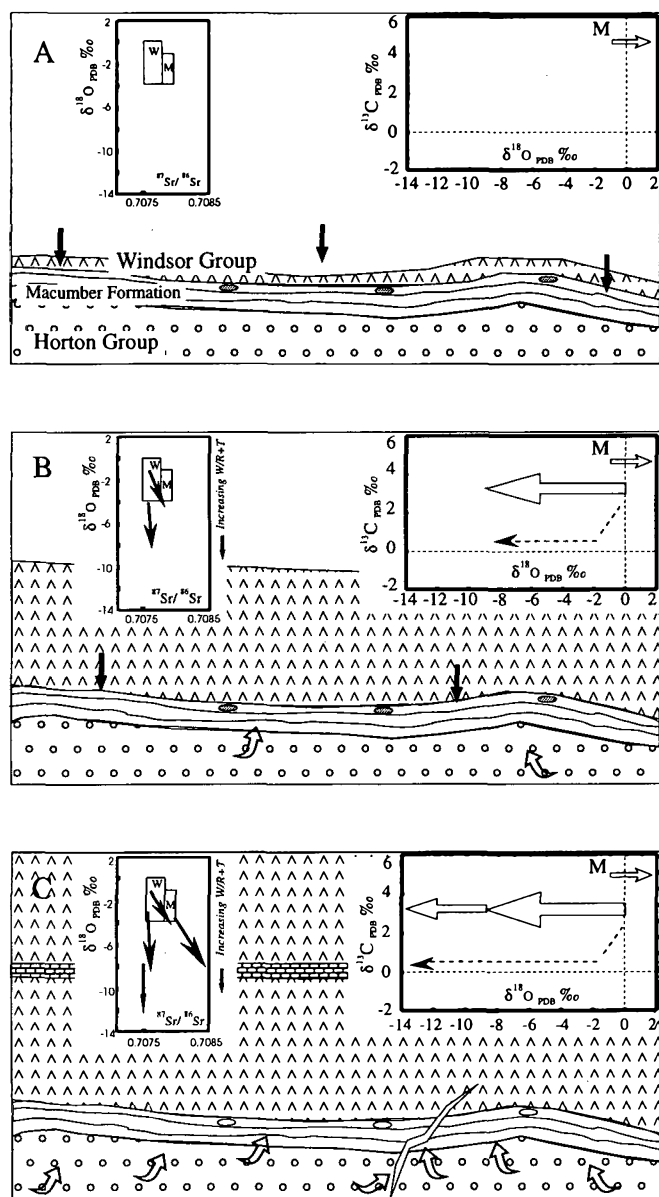 A
δ¹⁸O PDB ‰
2
-2
-6
-10
-14
W
M
⁸⁷Sr/ ⁸⁶Sr
0.7075
0.7085
δ¹³C PDB ‰
6
4
2
0
-2
M
δ¹⁸O PDB ‰
-14 -12 -10 -8 -6 -4 -2 0 2
Windsor Group
Macumber Formation
Horton Group
B
δ¹⁸O PDB ‰
2
-2
-6
-10
-14
W
M
⁸⁷Sr/ ⁸⁶Sr
0.7075
0.7085
Increasing W/R+T
δ¹³C PDB ‰
6
4
2
0
-2
M
δ¹⁸O PDB ‰
-14 -12 -10 -8 -6 -4 -2 0 2
C
δ¹⁸O PDB ‰
2
-2
-6
-10
-14
W
M
⁸⁷Sr/ ⁸⁶Sr
0.7075
0.7085
Increasing W/R+T
δ¹³C PDB ‰
6
4
2
0
-2
M
δ¹⁸O PDB ‰
-14 -12 -10 -8 -6 -4 -2 0 2